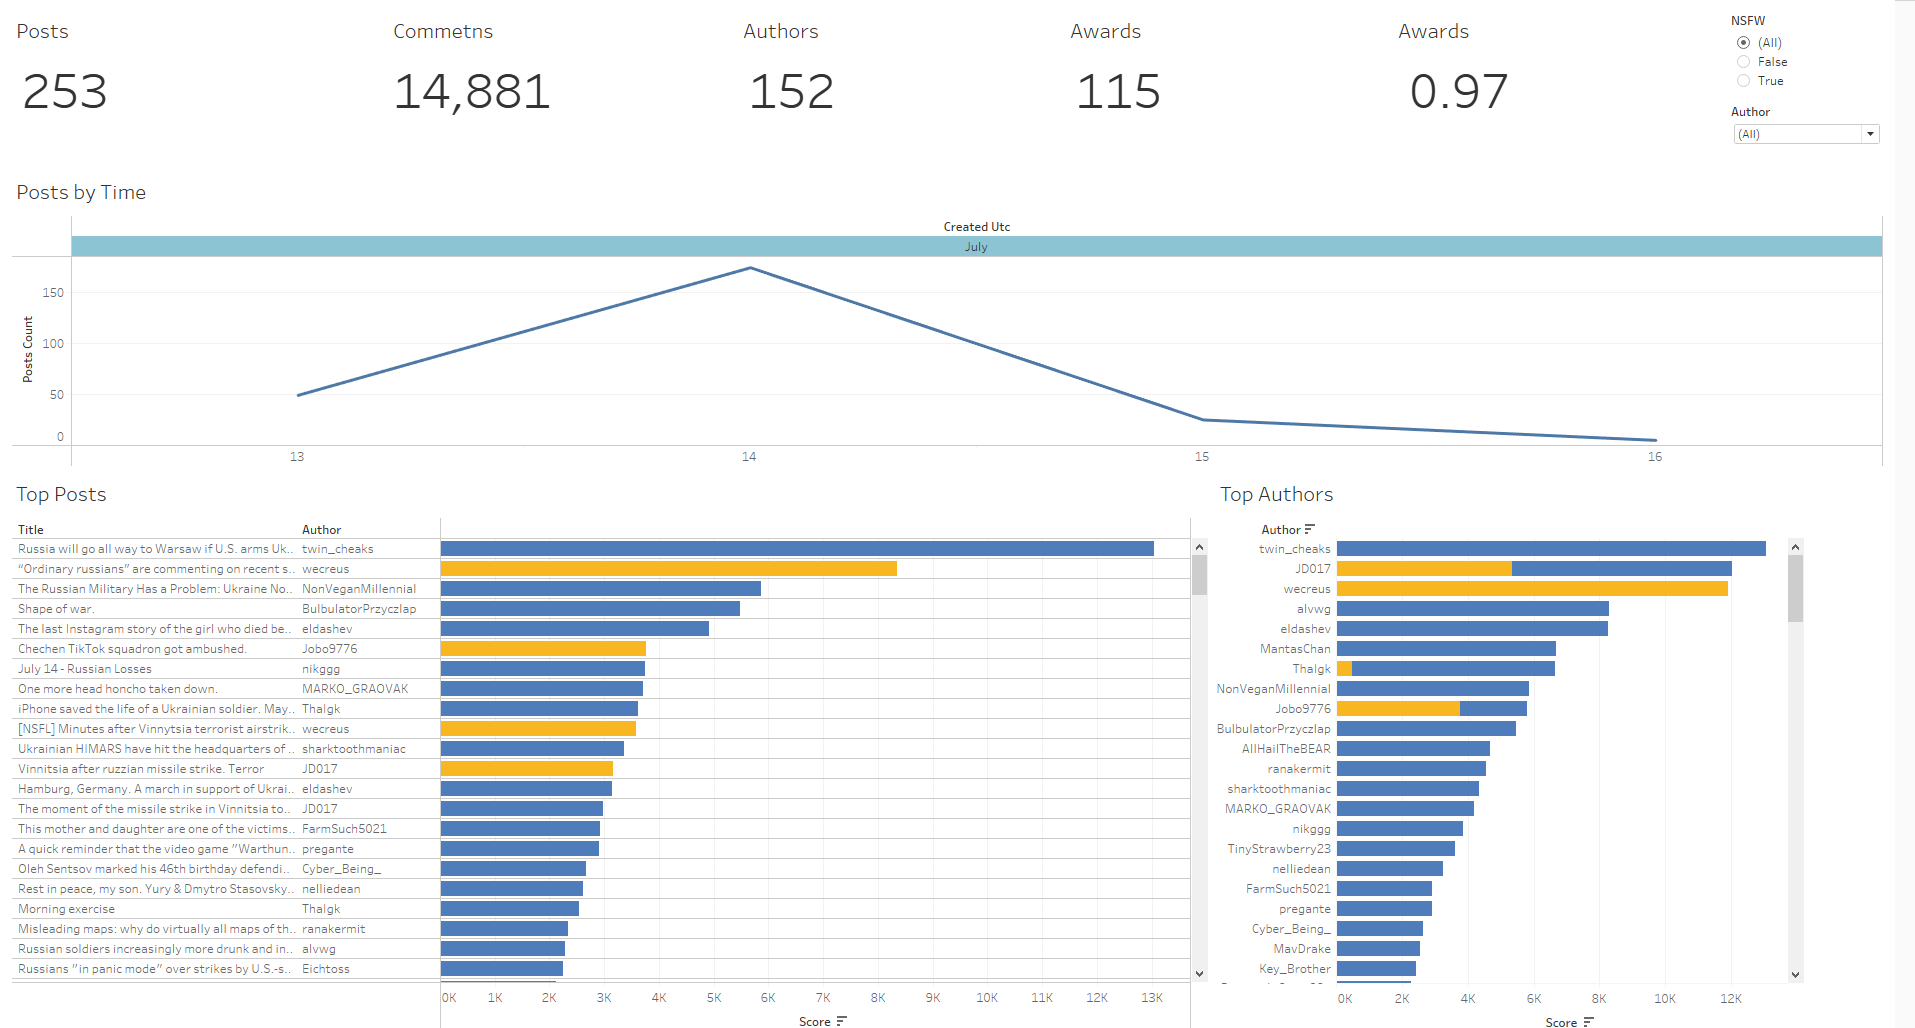 Posts
Commetns
Authors
Awards
Awards
253
14,881
152
115
0.97
NSFW
(All)
False
True
Author
(All)
Posts by Time
Created Utc
July
Posts Count
150
100
50
0
13 14 15 16
Top Posts
Title Author
Russia will go all way to Warsaw if U.S. arms Uk.. twin_cheaks
“Ordinary russians” are commenting on recent s.. wecreus
The Russian Military Has a Problem: Ukraine No.. NonVeganMillennial
Shape of war. BulbulatorPrzyczlap
The last Instagram story of the girl who died be.. eldashev
Chechen TikTok squadron got ambushed. Jobo9776
July 14 - Russian Losses nikggg
One more head honcho taken down. MARKO_GRAOVAK
iPhone saved the life of a Ukrainian soldier. May.. Thalgk
[NSFL] Minutes after Vinnytsia terrorist airstrik.. wecreus
Ukrainian HIMARS have hit the headquarters of .. sharktoothmaniac
Vinnitsia after ruzzian missile strike. Terror JD017
Hamburg, Germany. A march in support of Ukrai.. eldashev
The moment of the missile strike in Vinnitsia to.. JD017
This mother and daughter are one of the victims.. FarmSuch5021
A quick reminder that the video game "Warthun.. pregante
Oleh Sentsov marked his 46th birthday defendi.. Cyber_Being_
Rest in peace, my son. Yury & Dmytro Stasovsky.. nelliedean
Morning exercise Thalgk
Misleading maps: why do virtually all maps of th.. ranakermit
Russian soldiers increasingly more drunk and in.. alvwg
Russians "in panic mode" over strikes by U.S.-s.. Eichtoss
0K 1K 2K 3K 4K 5K 6K 7K 8K 9K 10K 11K 12K 13K
Score
Top Authors
Author
twin_cheaks
JD017
wecreus
alvwg
eldashev
MantasChan
Thalgk
NonVeganMillennial
Jobo9776
BulbulatorPrzyczlap
AllHailTheBEAR
ranakermit
sharktoothmaniac
MARKO_GRAOVAK
nikggg
TinyStrawberry23
nelliedean
FarmSuch5021
pregante
Cyber_Being_
MavDrake
Key_Brother
0K 2K 4K 6K 8K 10K 12K
Score